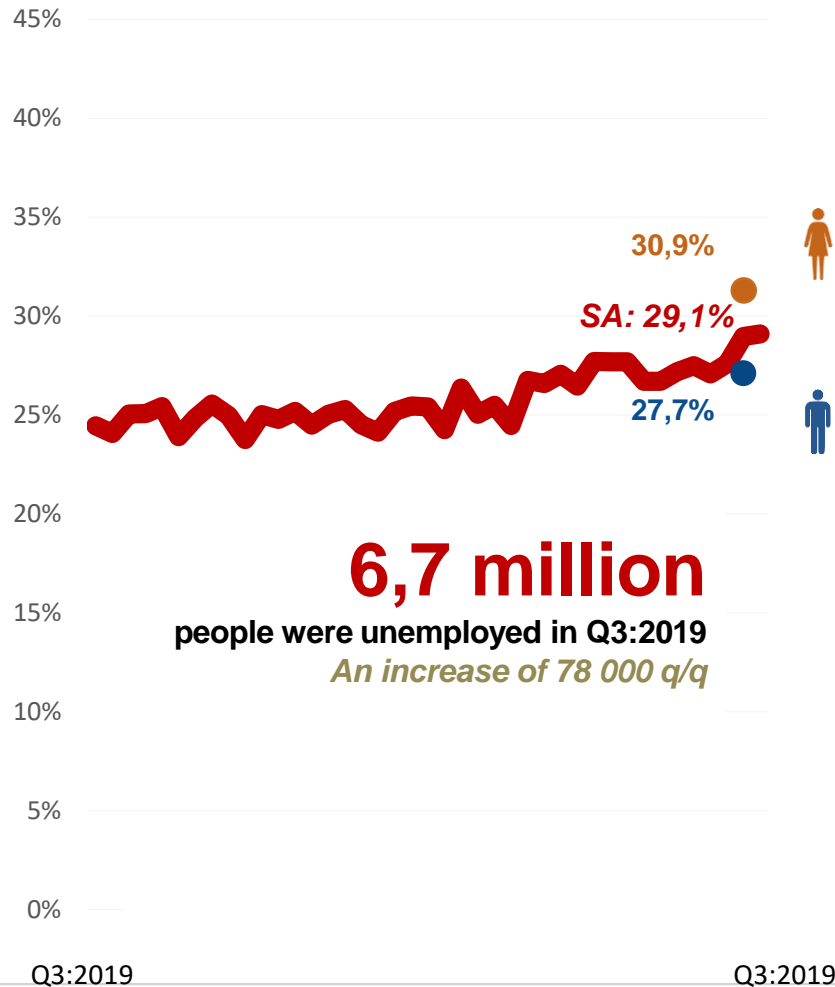 45%
40%
35%
30,9%
30%
SA: 29,1%
25%
27,7%
20%
6,7 million
15%
people were unemployed in Q3:2019
An increase of 78 000 q/q
10%
5%
0%
Q3:2019 Q3:2019